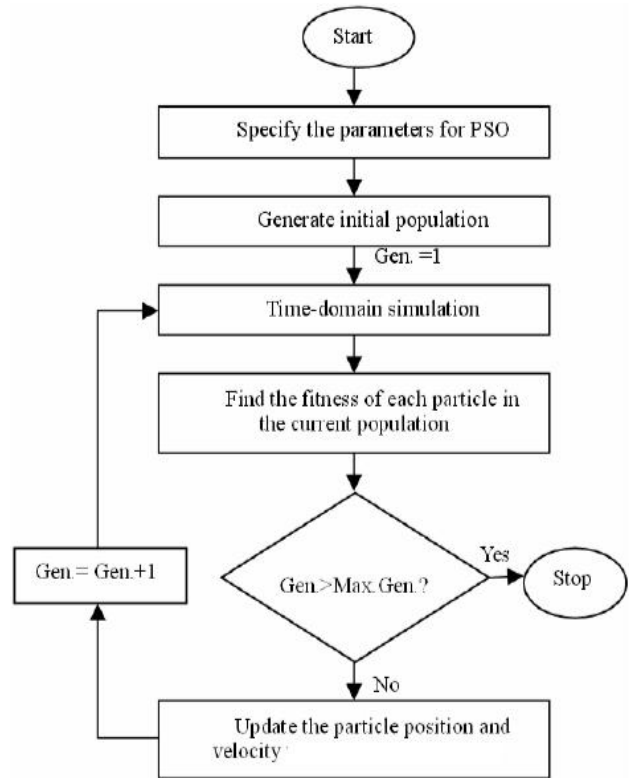 Start
Specify the parameters for PSO
Generate initial population
Gen. =1
Time-domain simulation
Find the fitness of each particle in
the current population
Gen.>Max. Gen.?
Yes
Stop
No
Update the particle position and
velocity
Gen.= Gen.+1